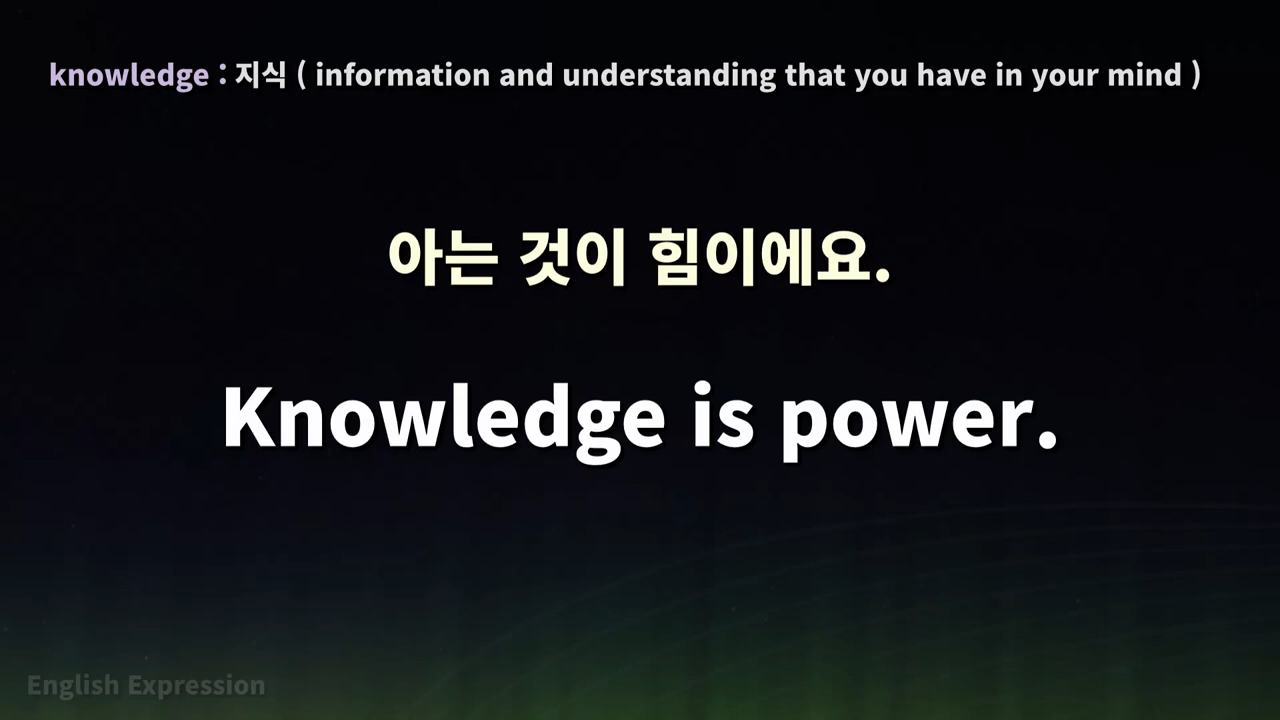 knowledge : 지식 ( information and understanding that you have in your mind )
아는 것이 힘이에요.
Knowledge is power.
English Expression